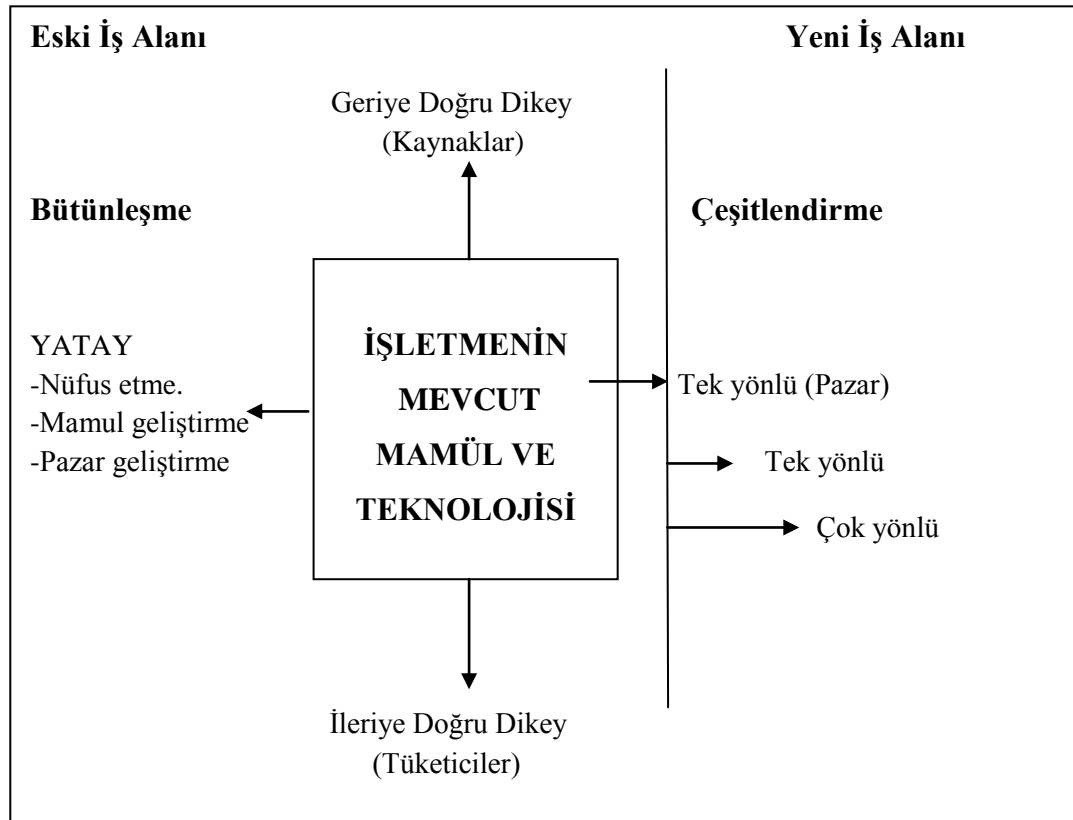 Eski İş Alanı
Yeni İş Alanı
Geriye Doğru Dikey
(Kaynaklar)
Bütünleşme
Çeşitlendirme
YATAY
-Nüfus etme.
-Mamul geliştirme
-Pazar geliştirme
İŞLETMENİN
MEVCUT
MAMÜL VE
TEKNOLOJİSİ
Tek yönlü (Pazar)
Tek yönlü
Çok yönlü
İleriye Doğru Dikey
(Tüketiciler)